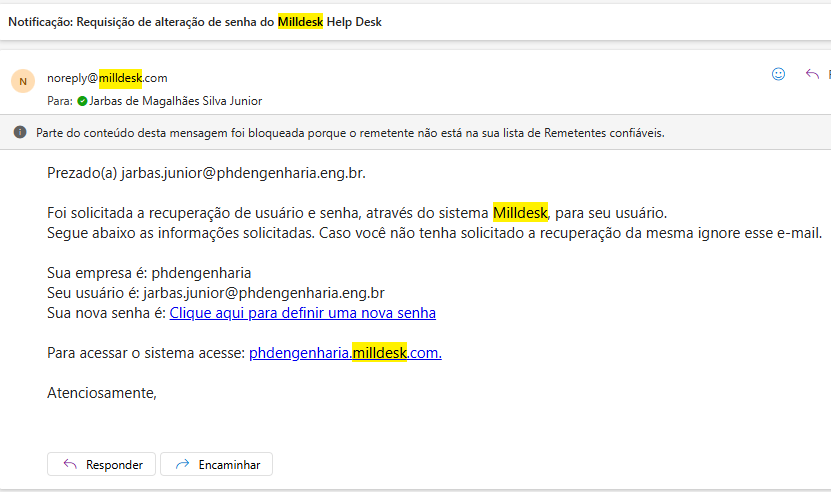 Notificação: Requisição de alteração de senha do Milldesk Help Desk
N
noreply@milldesk.com
Para: Jarbas de Magalhães Silva Junior
Parte do conteúdo desta mensagem foi bloqueada porque o remetente não está na sua lista de Remetentes confiáveis.
Prezado(a) jarbas.junior@phdengenharia.eng.br.
Foi solicitada a recuperação de usuário e senha, através do sistema Milldesk, para seu usuário.
Segue abaixo as informações solicitadas. Caso você não tenha solicitado a recuperação da mesma ignore esse e-mail.
Sua empresa é: phdengenharia
Seu usuário é: jarbas.junior@phdengenharia.eng.br
Sua nova senha é: Clique aqui para definir uma nova senha
Para acessar o sistema acesse: phdengenharia.milldesk.com.
Atenciosamente,
Responder Encaminhar